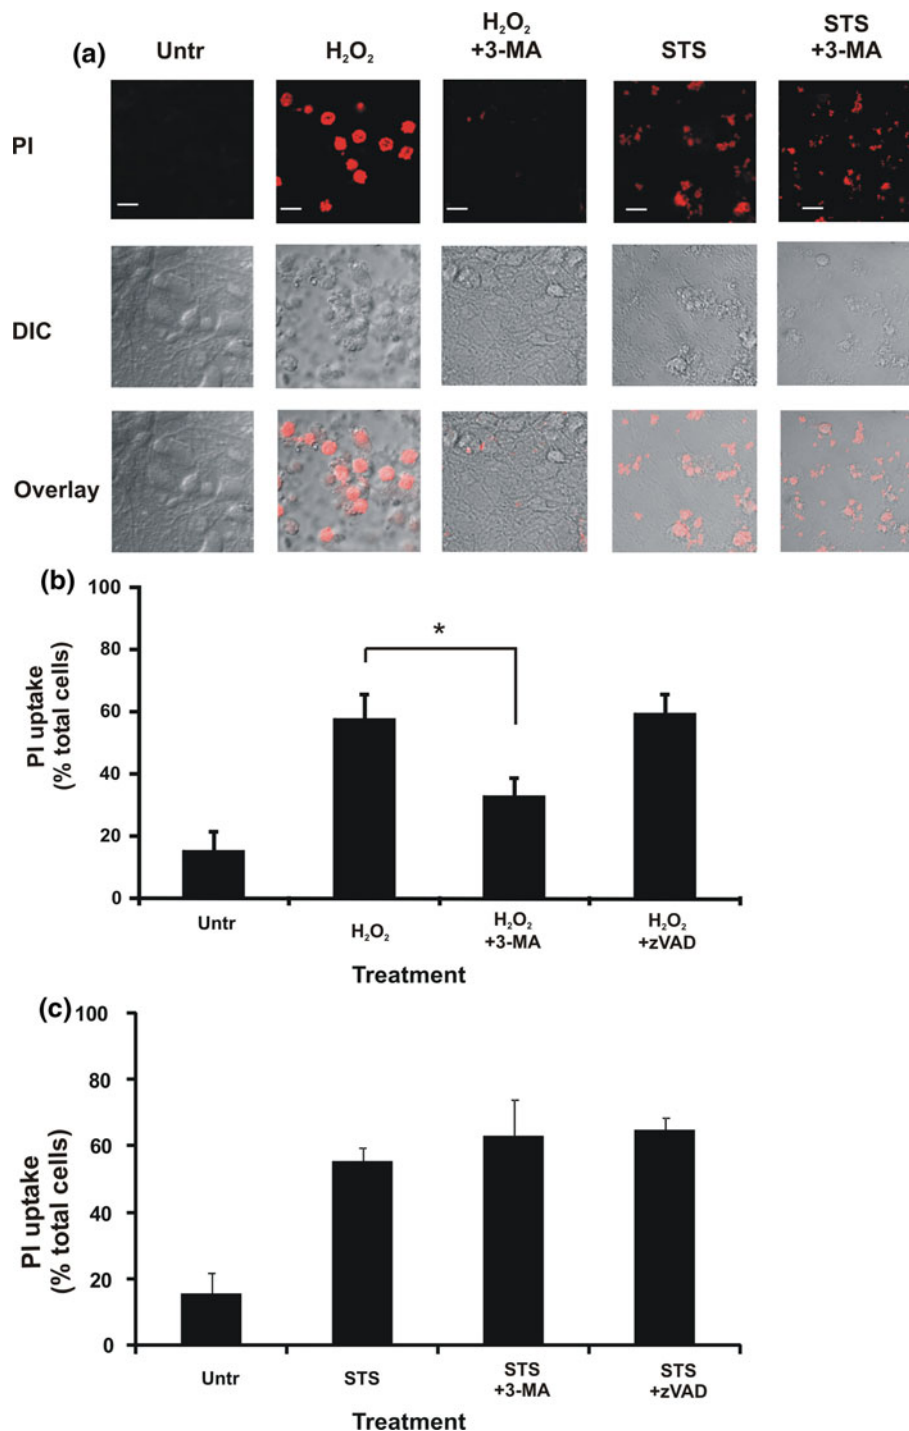 (a) Untr H₂O₂ H₂O₂ +3-MA STS STS +3-MA
PI
DIC
Overlay
(b)
PI uptake
(% total cells)
100
80
60
40
20
0
*
Untr H₂O₂ H₂O₂ +3-MA H₂O₂ +zVAD
Treatment
(c)
PI uptake
(% total cells)
100
80
60
40
20
0
Untr STS STS +3-MA STS +zVAD
Treatment